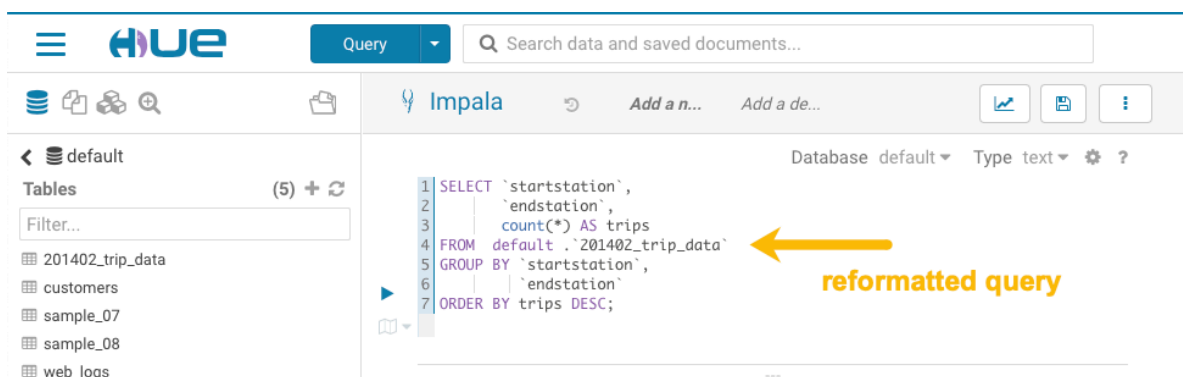 HUE
Query
Search data and saved documents...
Impala
Add a n...
Add a de...
default
Database default
Type text
?
Tables (5)
Filter...
201402_trip_data
customers
sample_07
sample_08
web_logs
1 SELECT `startstation`,
2 `endstation`,
3 count(*) AS trips
4 FROM default .`201402_trip_data`
5 GROUP BY `startstation`,
6 `endstation`
7 ORDER BY trips DESC;
reformatted query